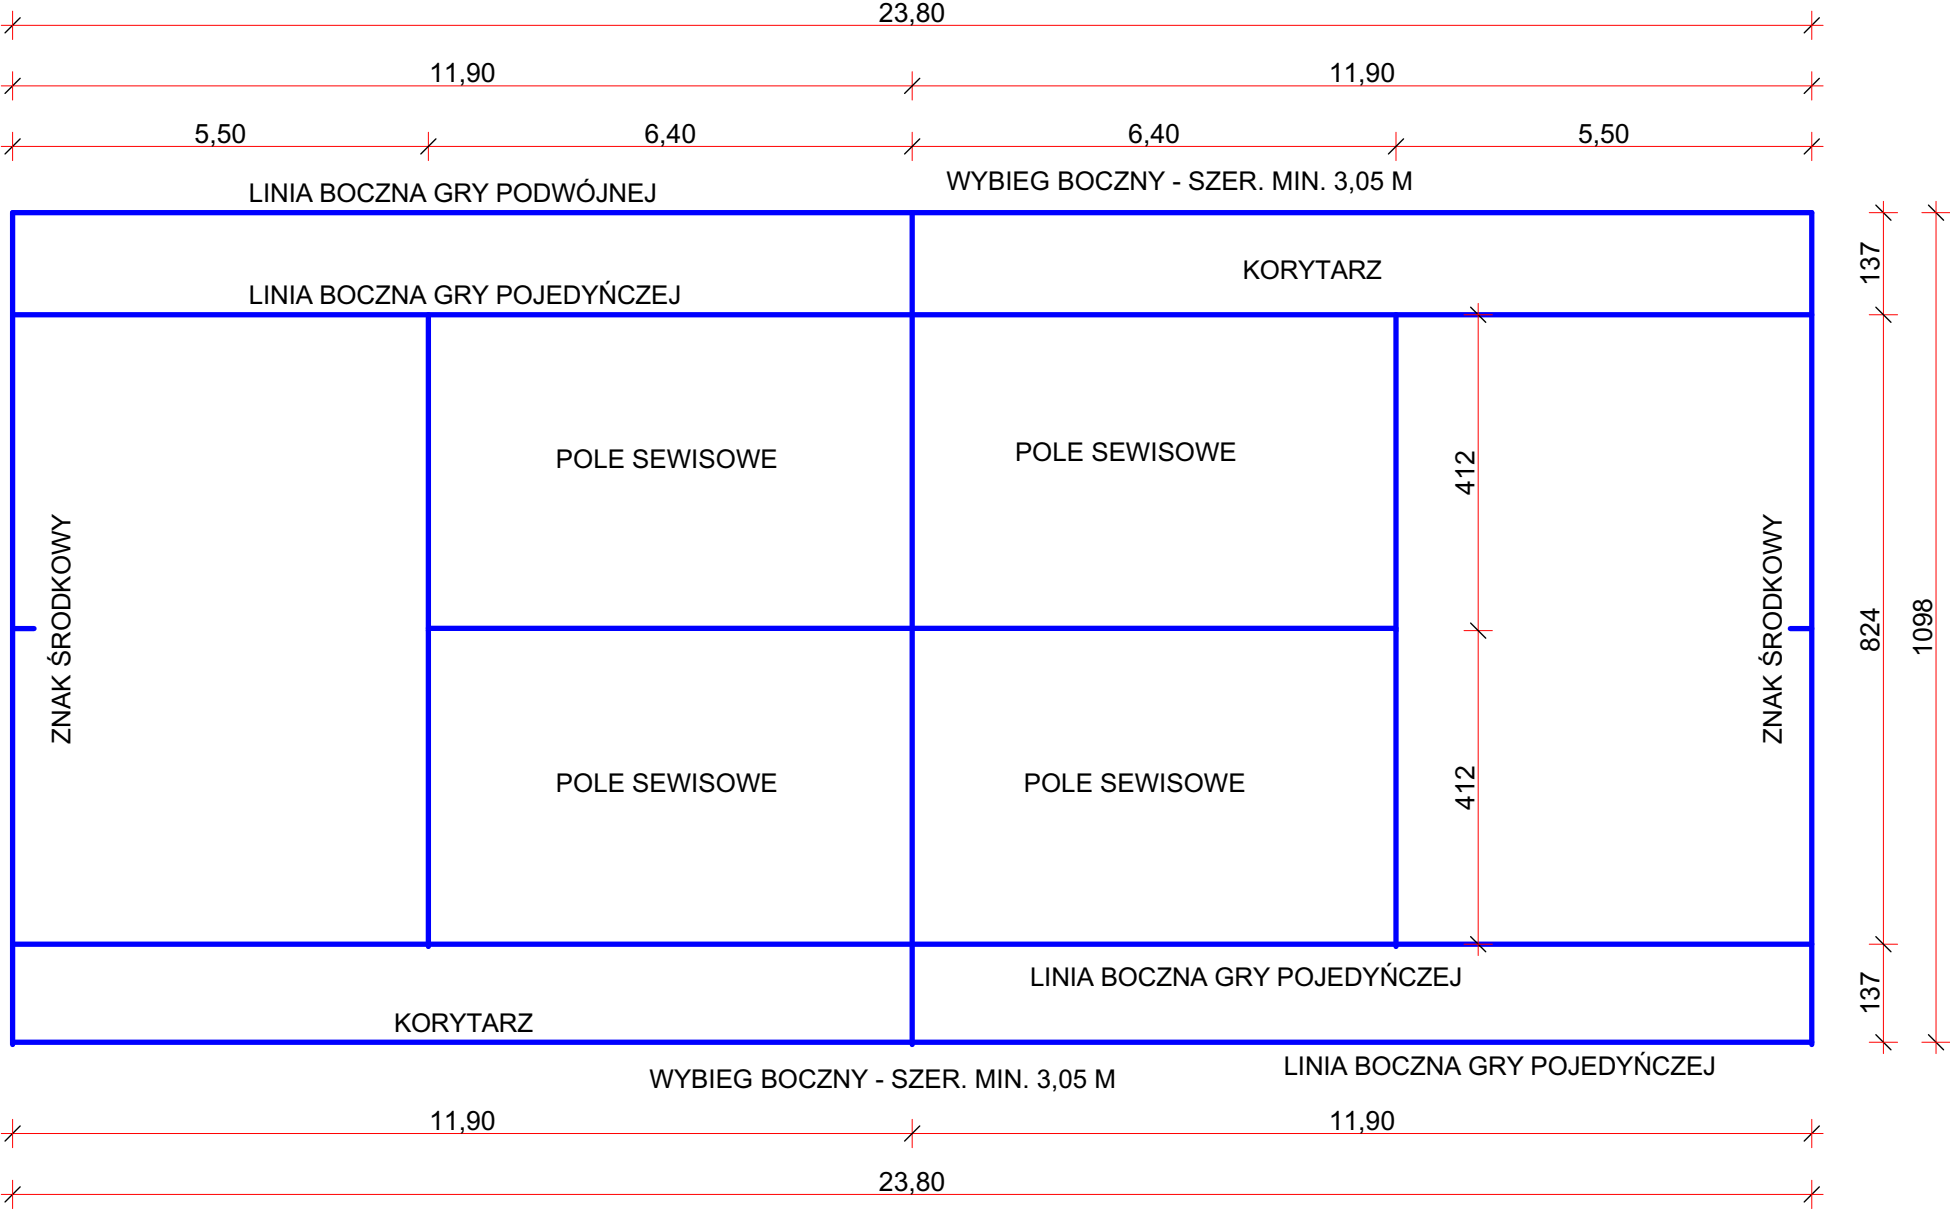 23,80
11,90
11,90
5,50
6,40
6,40
5,50
LINIA BOCZNA GRY PODWÓJNEJ
WYBIEG BOCZNY - SZER. MIN. 3,05 M
137
KORYTARZ
LINIA BOCZNA GRY POJEDYŃCZEJ
POLE SEWISOWE
POLE SEWISOWE
412
ZNAK ŚRODKOWY
ZNAK ŚRODKOWY
824
1098
POLE SEWISOWE
POLE SEWISOWE
412
LINIA BOCZNA GRY POJEDYŃCZEJ
137
KORYTARZ
LINIA BOCZNA GRY POJEDYŃCZEJ
WYBIEG BOCZNY - SZER. MIN. 3,05 M
11,90
11,90
23,80